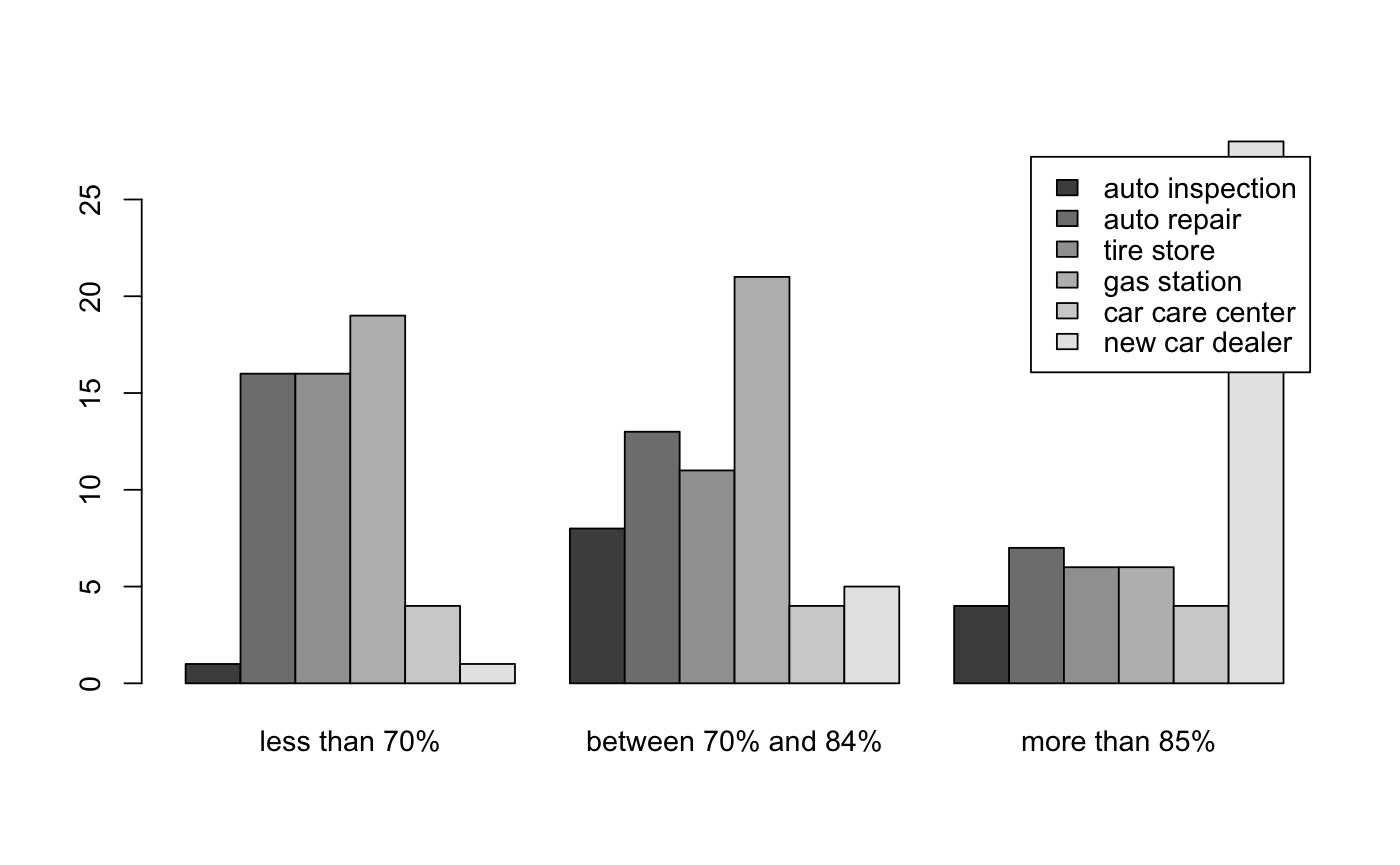 25
20
15
10
5
0
auto inspection
auto repair
tire store
gas station
car care center
new car dealer
less than 70%
between 70% and 84%
more than 85%